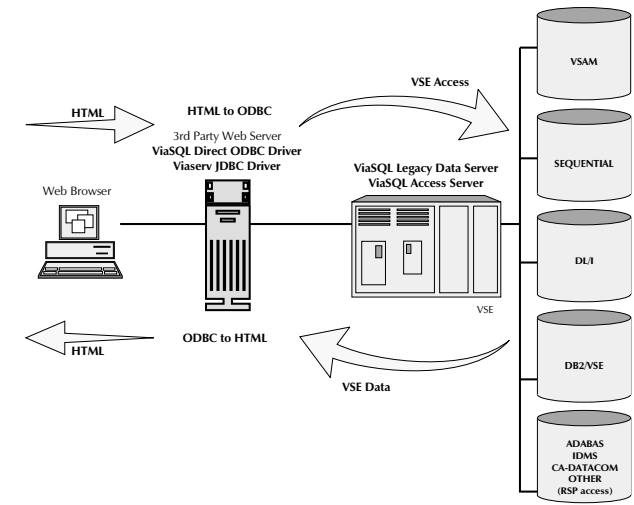 VSAM
VSE Access
HTML
HTML to ODBC
3rd Party Web Server
ViaSQL Direct ODBC Driver
Viaserv JDBC Driver
SEQUENTIAL
ViaSQL Legacy Data Server
ViaSQL Access Server
Web Browser
DL/I
VSE
ODBC to HTML
HTML
DB2/VSE
VSE Data
ADABAS
IDMS
CA-DATACOM
OTHER
(RSP access)